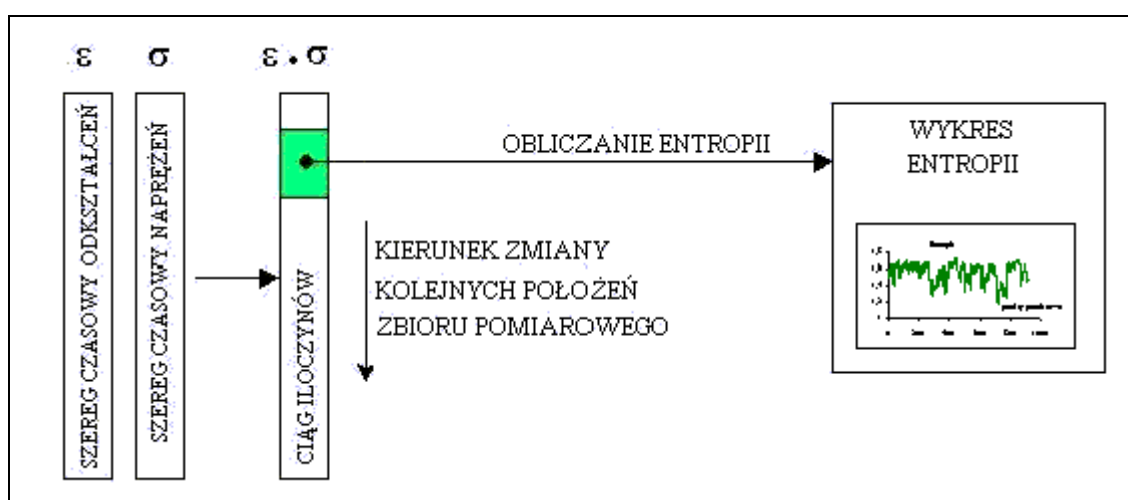 ε σ ε • σ
SZEREG CZASOWY ODKSZTAŁCEŃ
SZEREG CZASOWY NAPRĘŻEŃ
CIĄG ILOCZYNÓW
OBLICZANIE ENTROPII
KIERUNEK ZMIANY
KOLEJNYCH POŁOŻEŃ
ZBIORU POMIAROWEGO
WYKRES
ENTROPII